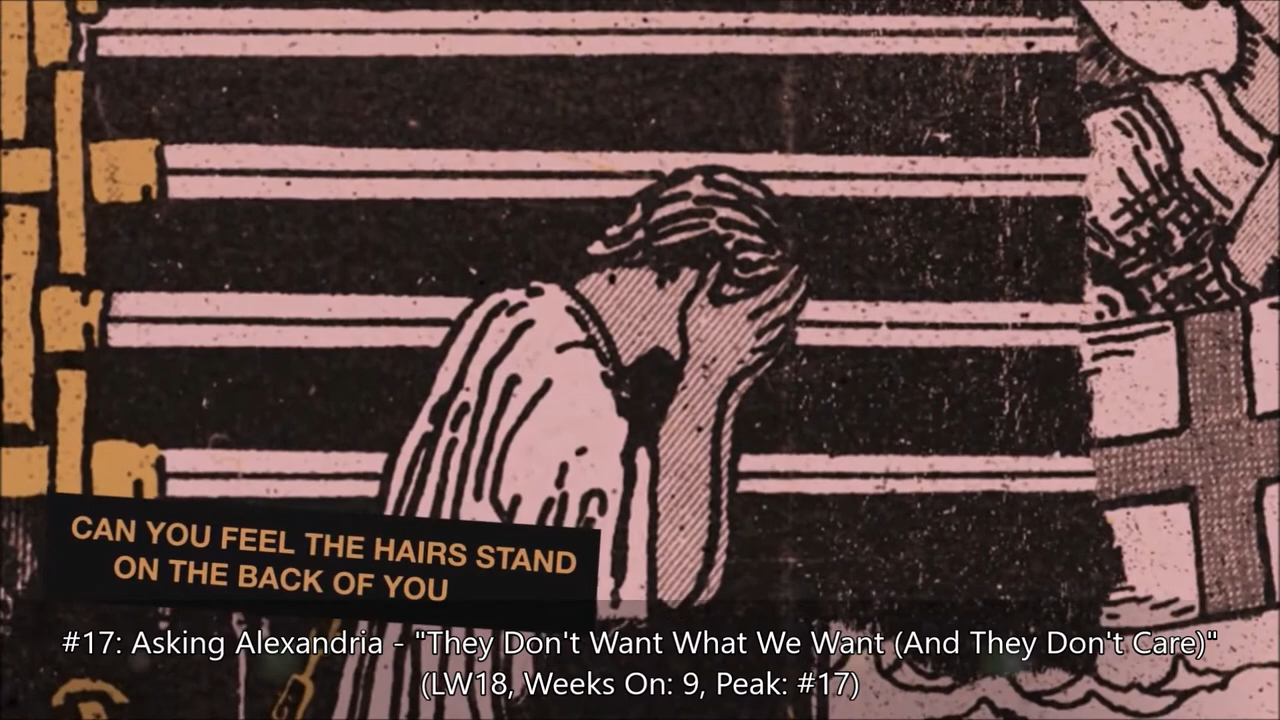 CAN YOU FEEL THE HAIRS STAND
ON THE BACK OF YOU
#17: Asking Alexandria - "They Don't Want What We Want (And They Don't Care)"
(LW18, Weeks On: 9, Peak: #17)